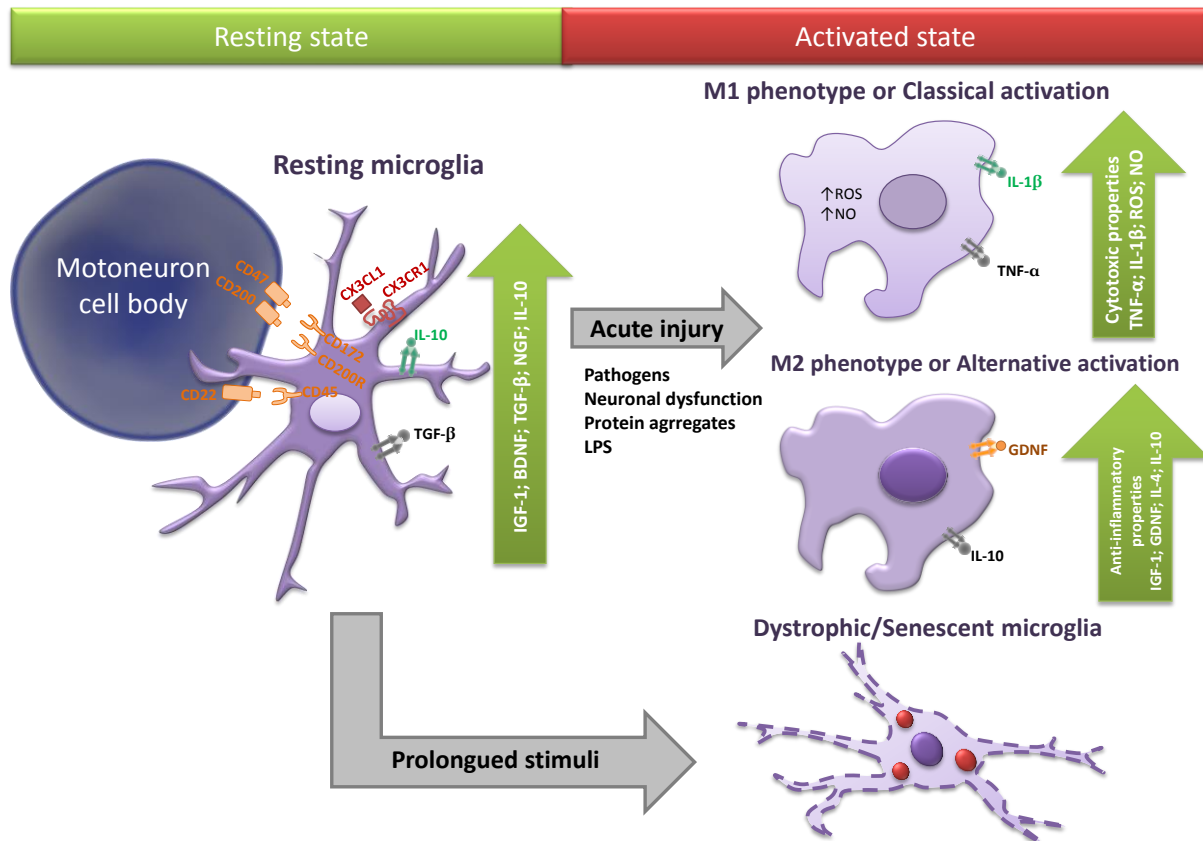 Resting state
Activated state
Resting microglia
Motoneuron
cell body
CD47
CD200
CD22
CD172
CD200R
CD45
CX3CL1
CX3CR1
IL-10
TGF-β
IGF-1; BDNF; TGF-β; NGF; IL-10
Acute injury
Pathogens
Neuronal dysfunction
Protein agrregates
LPS
M1 phenotype or Classical activation
↑ROS
↑NO
IL-1β
TNF-α
Cytotoxic properties
TNF-α; IL-1β; ROS; NO
M2 phenotype or Alternative activation
GDNF
IL-10
Anti-inflammatory
properties
IGF-1; GDNF; IL-4; IL-10
Dystrophic/Senescent microglia
Prolongued stimuli